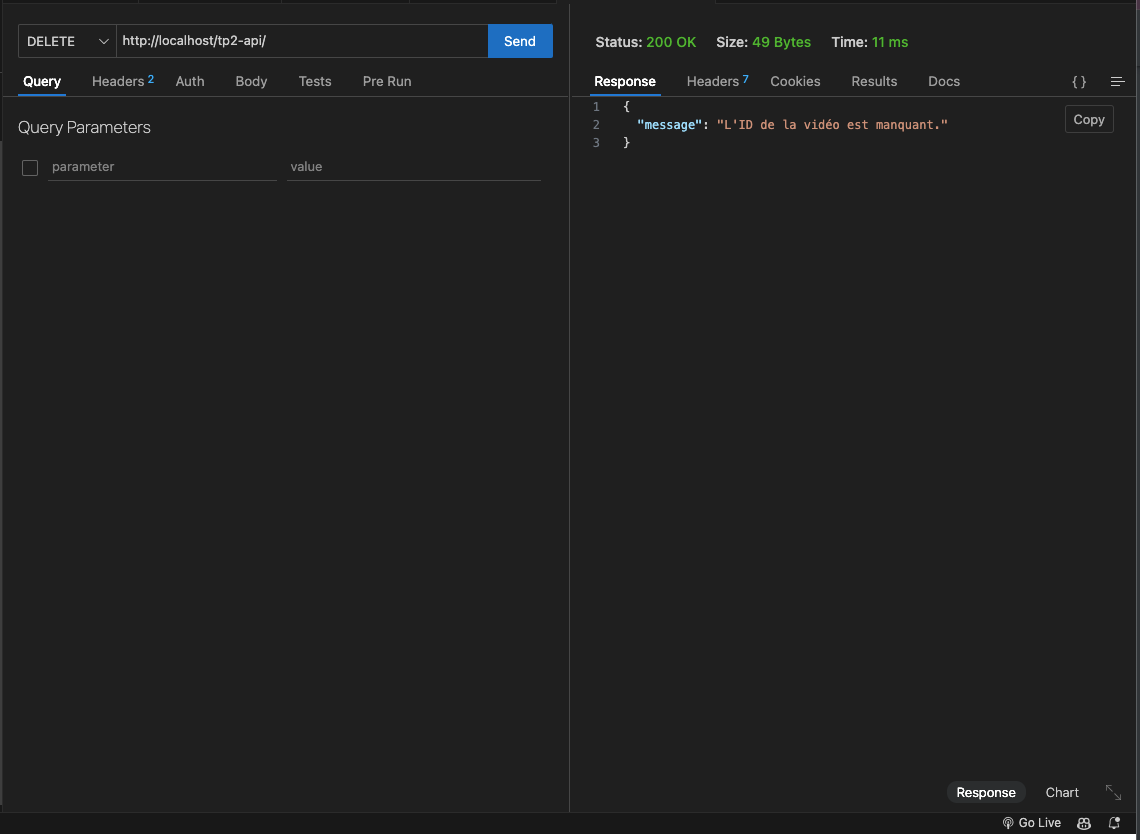 DELETE http://localhost/tp2-api/ Send
Query Headers 2 Auth Body Tests Pre Run
Query Parameters
parameter value
Status: 200 OK Size: 49 Bytes Time: 11 ms
Response Headers 7 Cookies Results Docs { }
1 {
2 "message": "L'ID de la vidéo est manquant."
3 }
Copy
Response Chart
Go Live